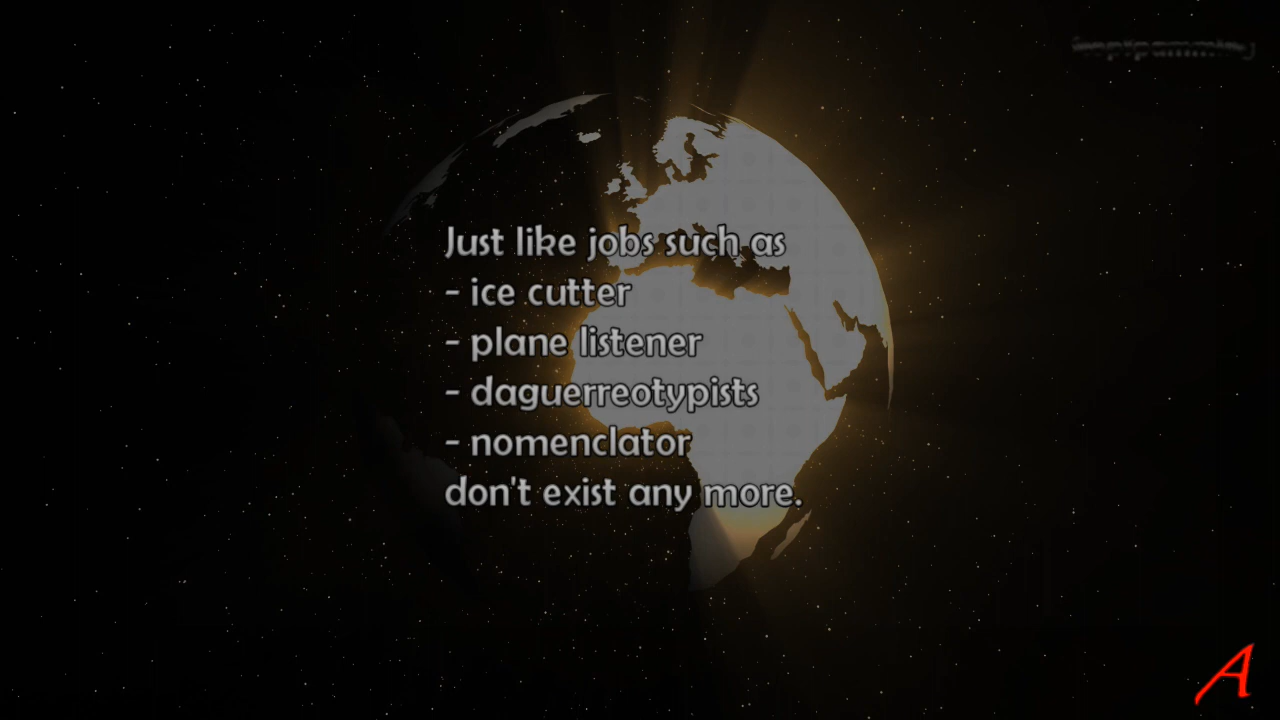 Just like jobs such as
- ice cutter
- plane listener
- daguerreotypists
- nomenclator
don't exist any more.
A